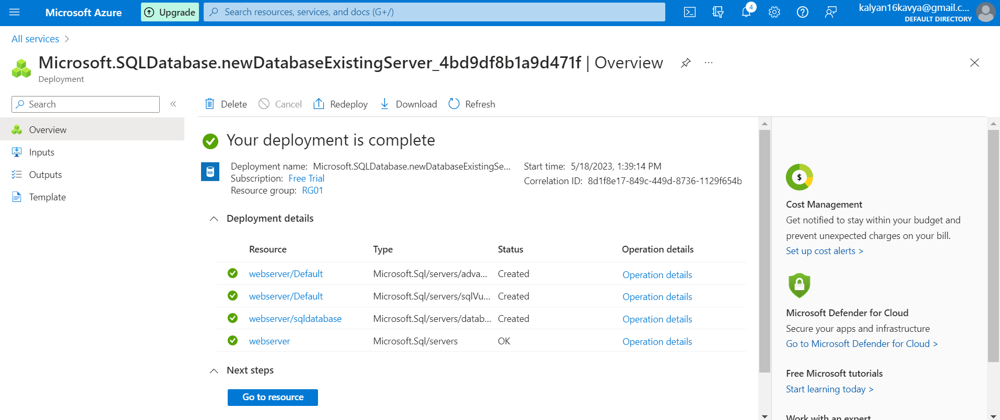 Microsoft Azure
Upgrade
Search resources, services, and docs (G+/)
4
kalyan16kavya@gmail.c...
DEFAULT DIRECTORY
All services
Microsoft.SQLDatabase.newDatabaseExistingServer_4bd9df8b1a9d471f | Overview
Deployment
Search
Overview
Inputs
Outputs
Template
Delete Cancel Redeploy Download Refresh
Your deployment is complete
SQL
Deployment name: Microsoft.SQLDatabase.newDatabaseExistingSe...
Subscription: Free Trial
Resource group: RG01
Start time: 5/18/2023, 1:39:14 PM
Correlation ID: 8d1f8e17-849c-449d-8736-1129f654b
Deployment details
Resource Type Status Operation details
webserver/Default Microsoft.Sql/servers/adva... Created Operation details
webserver/Default Microsoft.Sql/servers/sqlVu... Created Operation details
webserver/sqldatabase Microsoft.Sql/servers/datab... Created Operation details
webserver Microsoft.Sql/servers OK Operation details
Next steps
Go to resource
$
Cost Management
Get notified to stay within your budget and
prevent unexpected charges on your bill.
Set up cost alerts >
Microsoft Defender for Cloud
Secure your apps and infrastructure
Go to Microsoft Defender for Cloud >
Free Microsoft tutorials
Start learning today >
Work with an expert